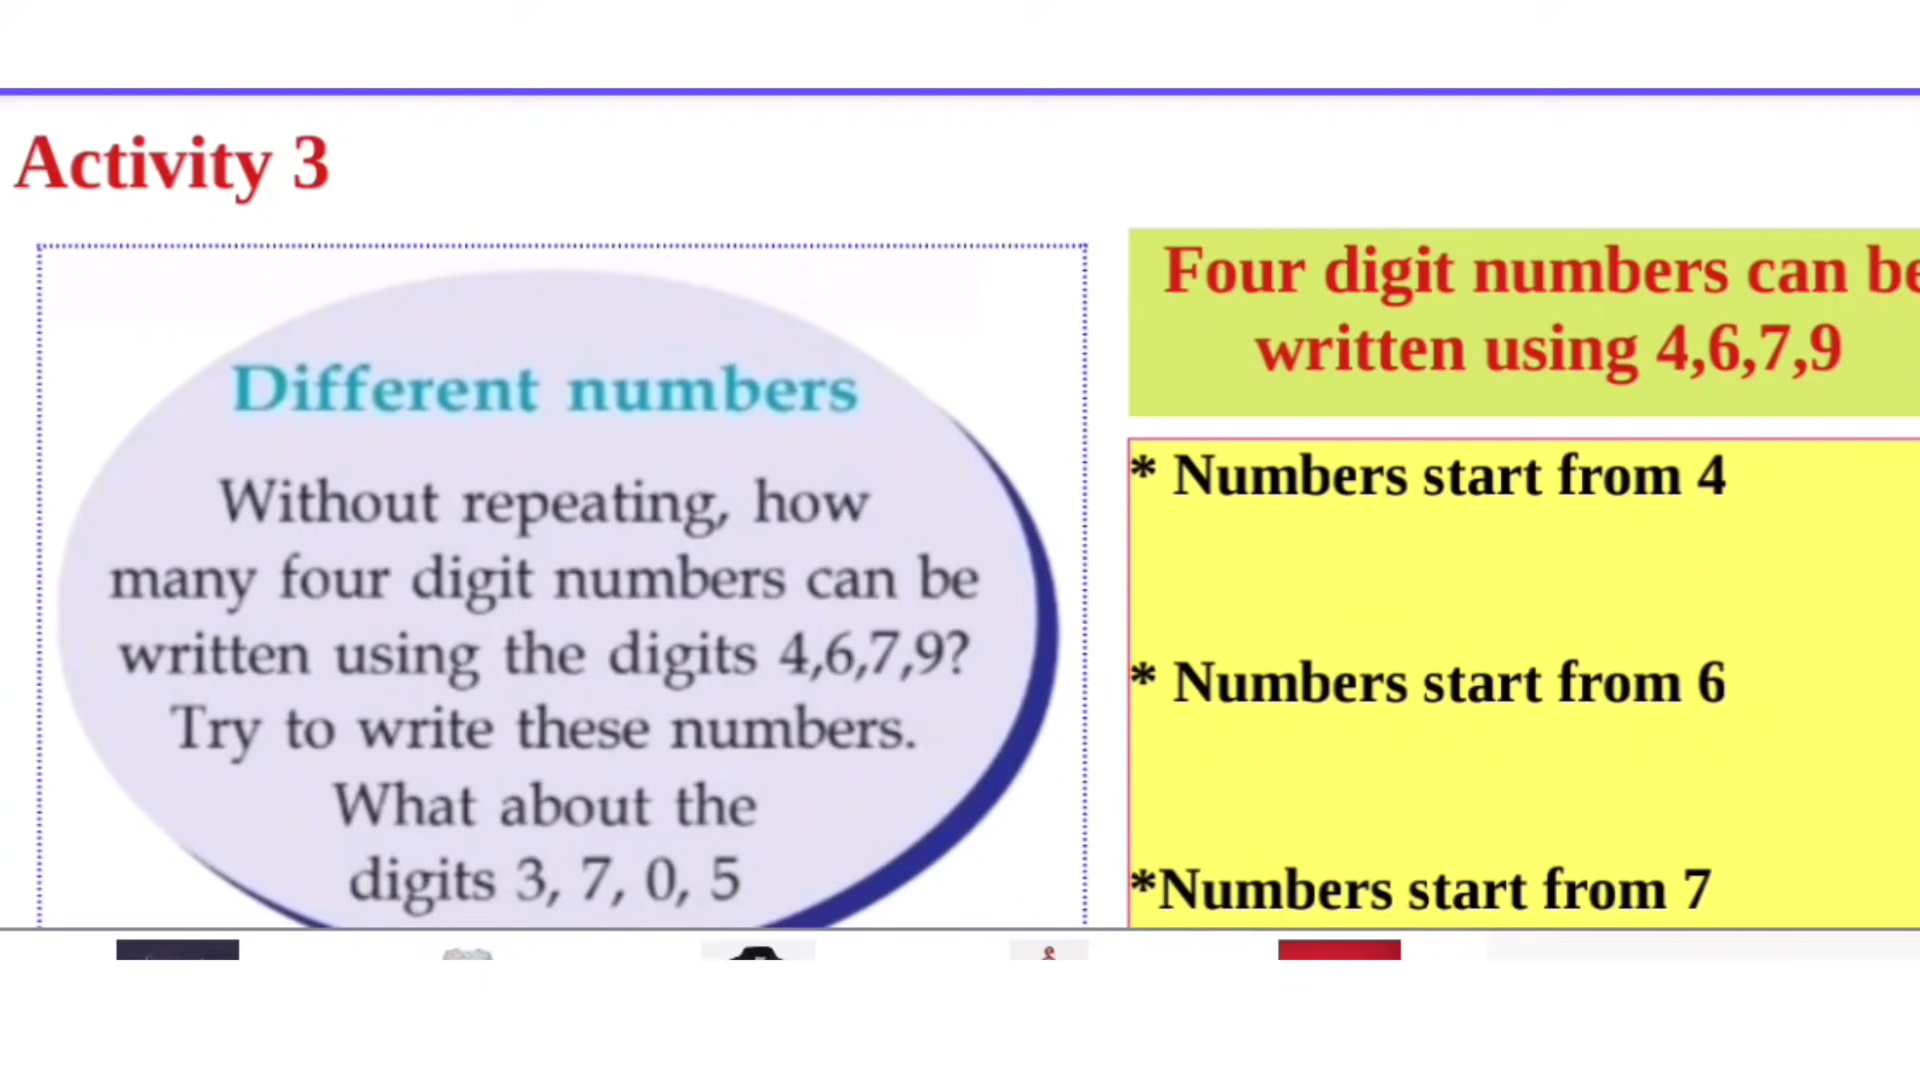 Activity 3
Different numbers
Without repeating, how
many four digit numbers can be
written using the digits 4,6,7,9?
Try to write these numbers.
What about the
digits 3, 7, 0, 5
Four digit numbers can be
written using 4,6,7,9
* Numbers start from 4
* Numbers start from 6
*Numbers start from 7